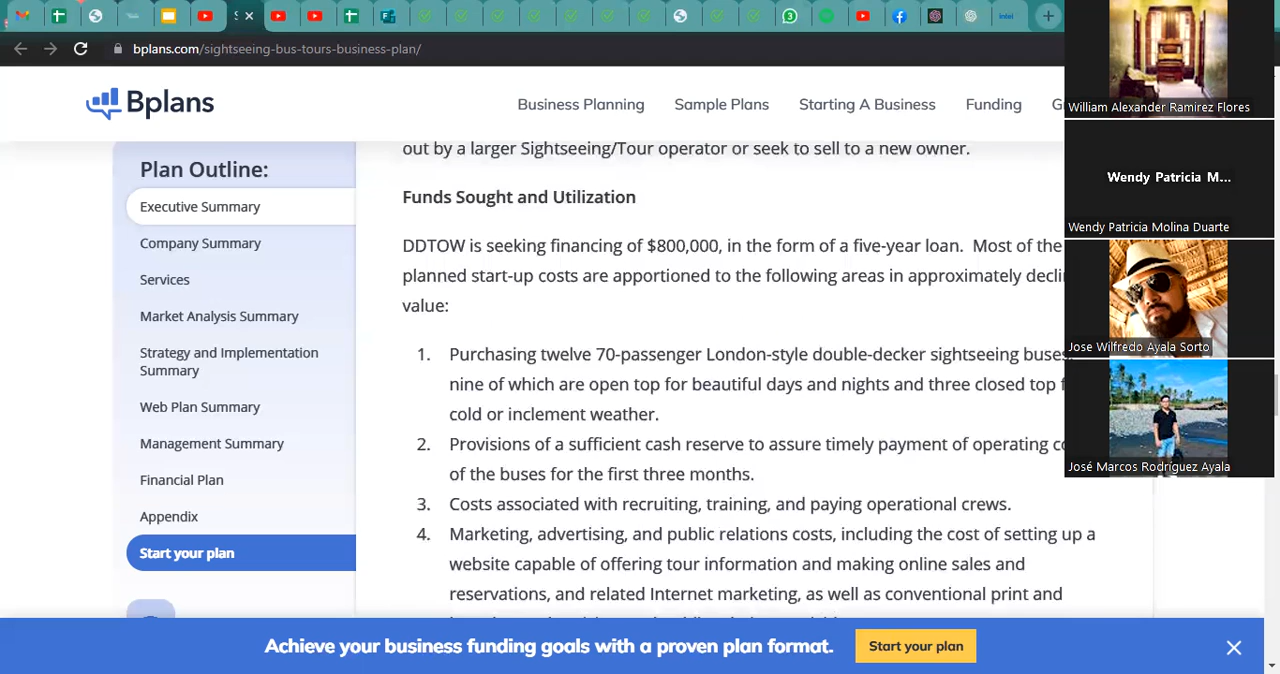 bplans.com/sightseeing-bus-tours-business-plan/
Bplans
Business Planning
Sample Plans
Starting A Business
Funding
Plan Outline:
Executive Summary
Company Summary
Services
Market Analysis Summary
Strategy and Implementation
Summary
Web Plan Summary
Management Summary
Financial Plan
Appendix
Start your plan
out by a larger Sightseeing/Tour operator or seek to sell to a new owner.
Funds Sought and Utilization
DDTOW is seeking financing of $800,000, in the form of a five-year loan. Most of the
planned start-up costs are apportioned to the following areas in approximately declin
value:
1. Purchasing twelve 70-passenger London-style double-decker sightseeing buses,
nine of which are open top for beautiful days and nights and three closed top f
cold or inclement weather.
2. Provisions of a sufficient cash reserve to assure timely payment of operating co
of the buses for the first three months.
3. Costs associated with recruiting, training, and paying operational crews.
4. Marketing, advertising, and public relations costs, including the cost of setting up a
website capable of offering tour information and making online sales and
reservations, and related Internet marketing, as well as conventional print and
Achieve your business funding goals with a proven plan format.
Start your plan
William Alexander Ramirez Flores
Wendy Patricia M...
Wendy Patricia Molina Duarte
Jose Wilfredo Ayala Sorto
José Marcos Rodríguez Ayala